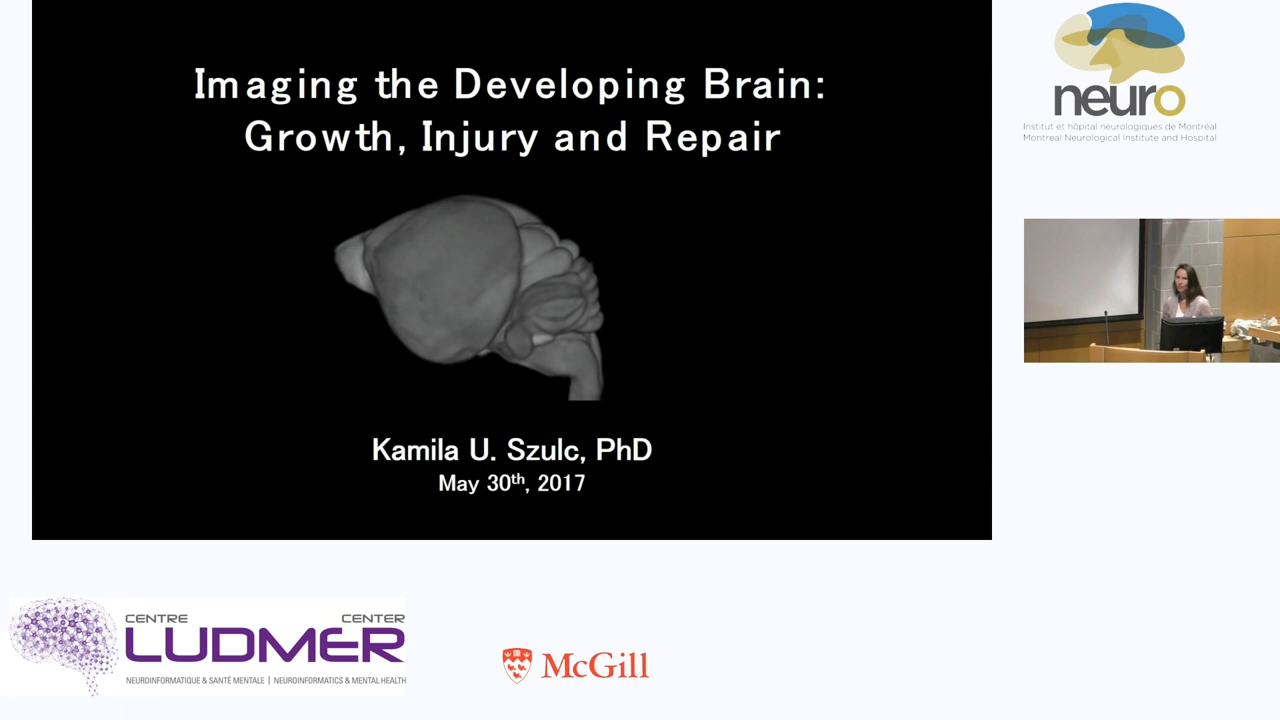 Imaging the Developing Brain:
Growth, Injury and Repair
Kamila U. Szulc, PhD
May 30th, 2017
neuro
Institut et hôpital neurologiques de Montréal
Montreal Neurological Institute and Hospital
CENTRE CENTER
LUDMER
NEUROINFORMATIQUE & SANTÉ MENTALE | NEUROINFORMATICS & MENTAL HEALTH
McGill